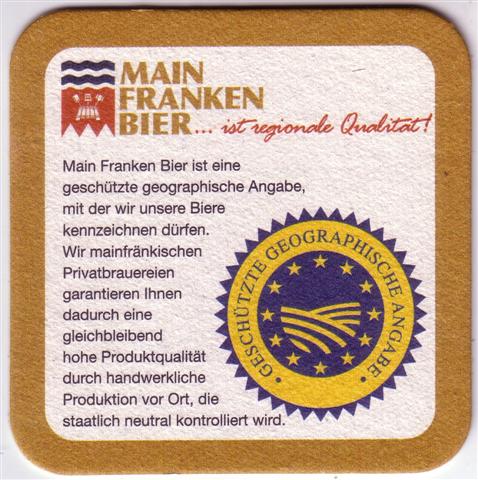 MAIN
FRANKEN
BIER... ist regionale Qualität!
Main Franken Bier ist eine
geschützte geographische Angabe,
mit der wir unsere Biere
kennzeichnen dürfen.
Wir mainfränkischen
Privatbrauereien
garantieren Ihnen
dadurch eine
gleichbleibend
hohe Produktqualität
durch handwerkliche
Produktion vor Ort, die
staatlich neutral kontrolliert wird.
GESCHÜTZTE GEOGRAPHISCHE ANGABE